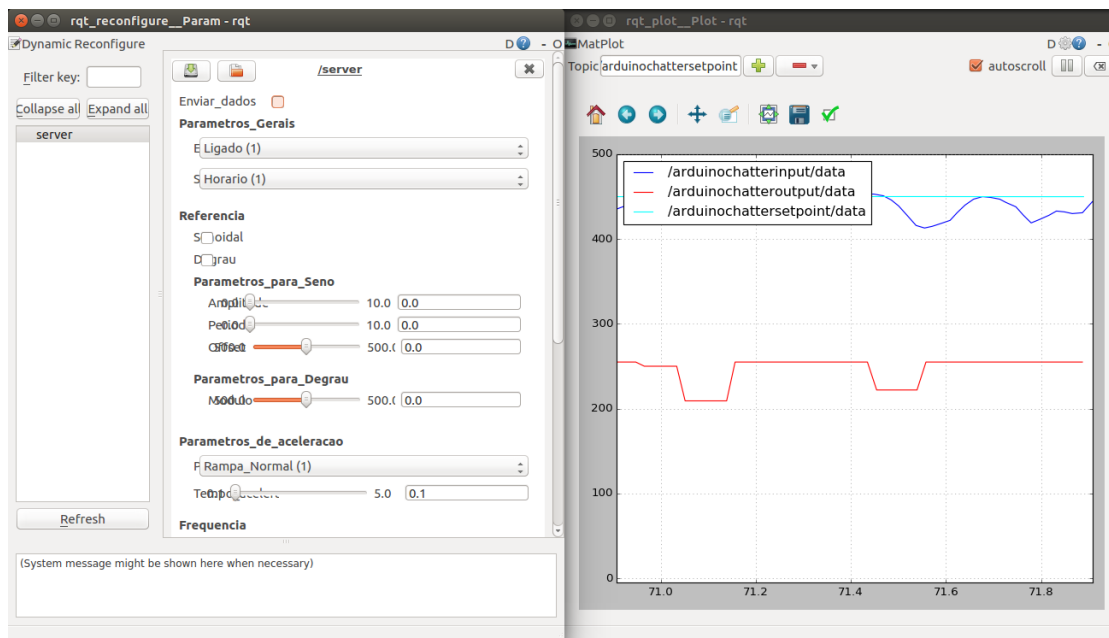 rqt_reconfigure__Param - rqt
Dynamic Reconfigure
D
- O
Filter key:
Collapse all
Expand all
server
Refresh
/server
Enviar_dados
Parametros_Gerais
E
Ligado (1)
S
Horario (1)
Referencia
Parametros_para_Seno
10.0
0.0
10.0
0.0
Offset
500.(
0.0
Parametros_para_Degrau
500.(
0.0
Parametros_de_aceleracao
Rampa_Normal (1)
5.0
0.1
Frequencia
(System message might be shown here when necessary)
rqt_plot__Plot - rqt
MatPlot
D
-
Topic
arduinochattersetpoint
autoscroll
/arduinochatterinput/data
/arduinochatteroutput/data
/arduinochattersetpoint/data
500
400
300
200
100
0
71.0
71.2
71.4
71.6
71.8